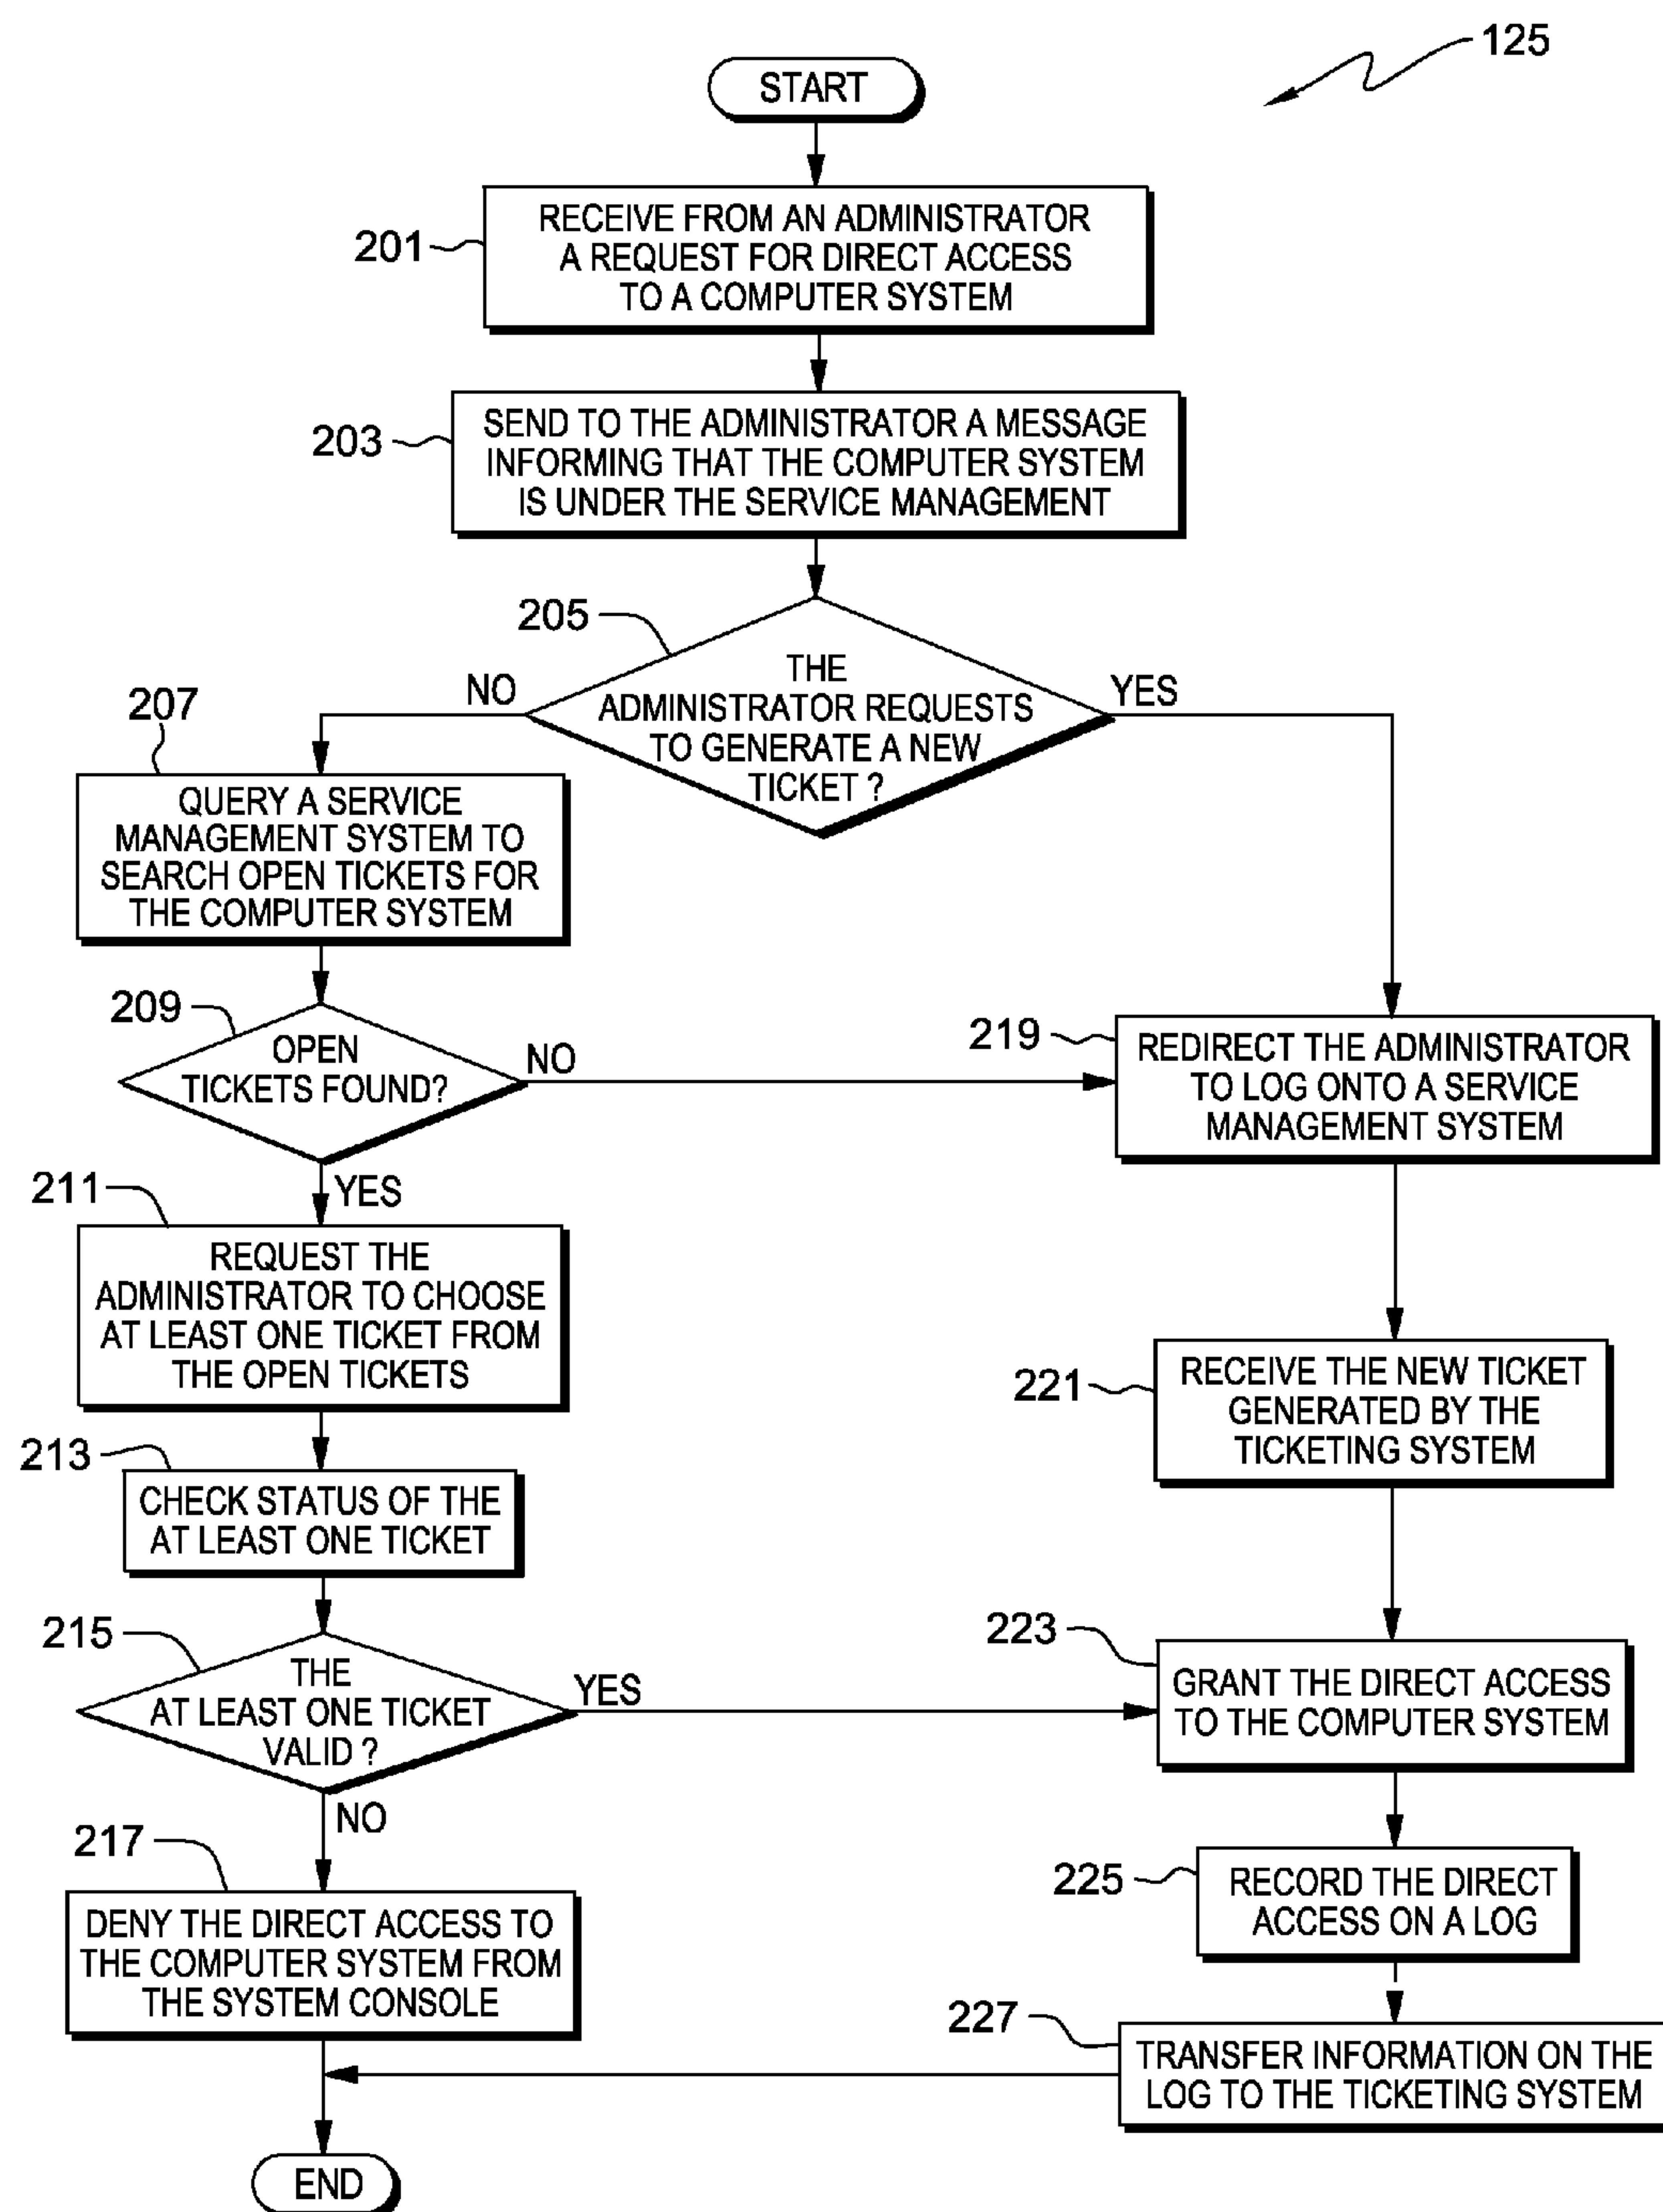 125
START
201
RECEIVE FROM AN ADMINISTRATOR
A REQUEST FOR DIRECT ACCESS
TO A COMPUTER SYSTEM
203
SEND TO THE ADMINISTRATOR A MESSAGE
INFORMING THAT THE COMPUTER SYSTEM
IS UNDER THE SERVICE MANAGEMENT
205
THE
ADMINISTRATOR REQUESTS
TO GENERATE A NEW
TICKET ?
NO
YES
207
QUERY A SERVICE
MANAGEMENT SYSTEM TO
SEARCH OPEN TICKETS FOR
THE COMPUTER SYSTEM
209
OPEN
TICKETS FOUND?
NO
YES
219
REDIRECT THE ADMINISTRATOR
TO LOG ONTO A SERVICE
MANAGEMENT SYSTEM
211
REQUEST THE
ADMINISTRATOR TO CHOOSE
AT LEAST ONE TICKET FROM
THE OPEN TICKETS
221
RECEIVE THE NEW TICKET
GENERATED BY THE
TICKETING SYSTEM
213
CHECK STATUS OF THE
AT LEAST ONE TICKET
215
THE
AT LEAST ONE TICKET
VALID ?
YES
NO
223
GRANT THE DIRECT ACCESS
TO THE COMPUTER SYSTEM
217
DENY THE DIRECT ACCESS TO
THE COMPUTER SYSTEM FROM
THE SYSTEM CONSOLE
225
RECORD THE DIRECT
ACCESS ON A LOG
227
TRANSFER INFORMATION ON THE
LOG TO THE TICKETING SYSTEM
END